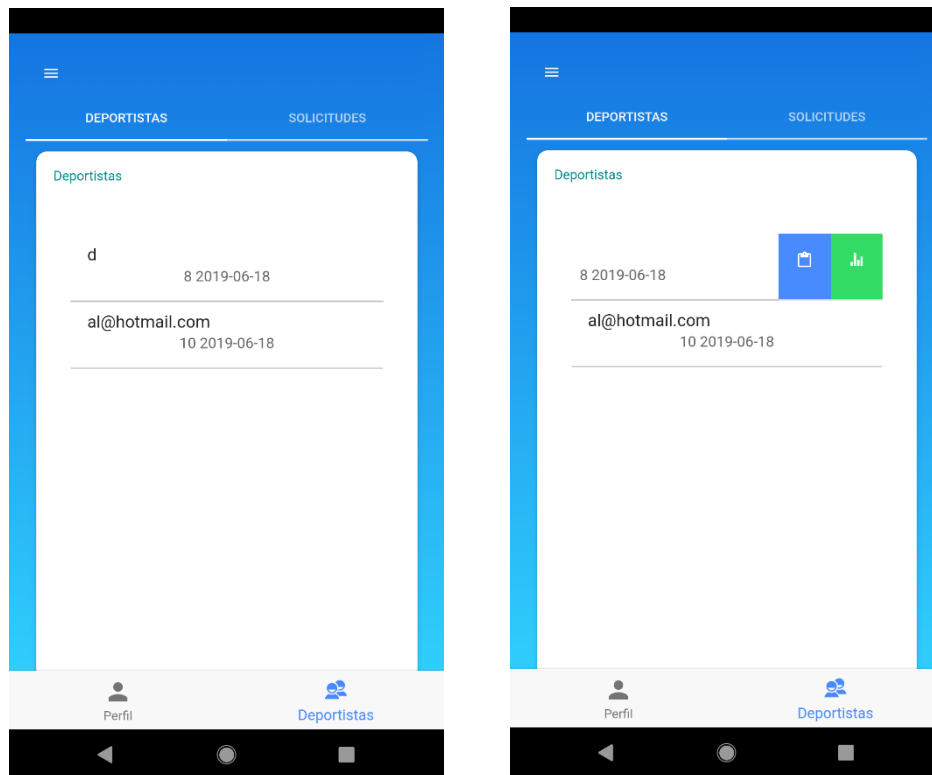 DEPORTISTAS SOLICITUDES
Deportistas
d
8 2019-06-18
al@hotmail.com
10 2019-06-18
Perfil Deportistas
DEPORTISTAS SOLICITUDES
Deportistas
8 2019-06-18
al@hotmail.com
10 2019-06-18
Perfil Deportistas